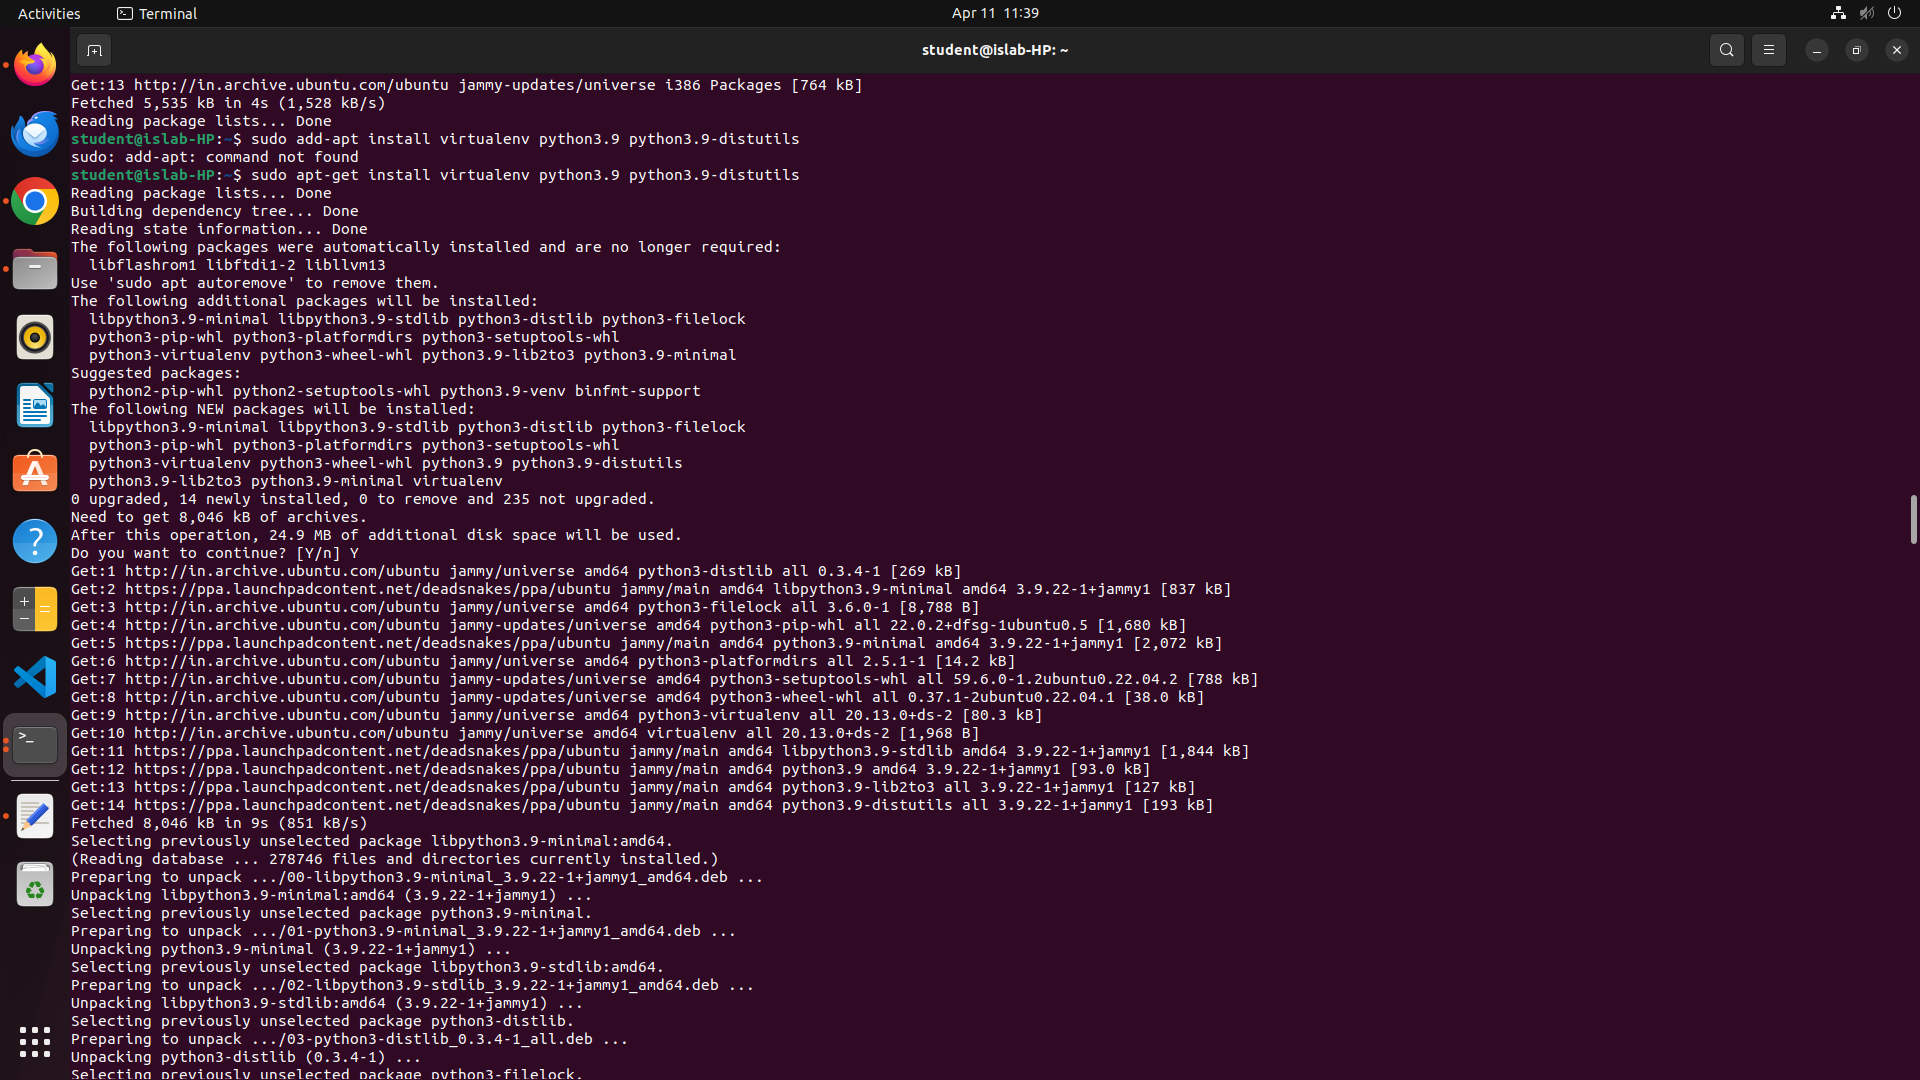 Activities
Terminal
Apr 11 11:39
student@islab-HP: ~
Get:13 http://in.archive.ubuntu.com/ubuntu jammy-updates/universe i386 Packages [764 kB]
Fetched 5,535 kB in 4s (1,528 kB/s)
Reading package lists... Done
student@islab-HP:~$ sudo add-apt install virtualenv python3.9 python3.9-distutils
sudo: add-apt: command not found
student@islab-HP:~$ sudo apt-get install virtualenv python3.9 python3.9-distutils
Reading package lists... Done
Building dependency tree... Done
Reading state information... Done
The following packages were automatically installed and are no longer required:
  libflashrom1 libftdi1-2 libllvm13
Use 'sudo apt autoremove' to remove them.
The following additional packages will be installed:
  libpython3.9-minimal libpython3.9-stdlib python3-distlib python3-filelock
  python3-pip-whl python3-platformdirs python3-setuptools-whl
  python3-virtualenv python3-wheel-whl python3.9-lib2to3 python3.9-minimal
Suggested packages:
  python2-pip-whl python2-setuptools-whl python3.9-venv binfmt-support
The following NEW packages will be installed:
  libpython3.9-minimal libpython3.9-stdlib python3-distlib python3-filelock
  python3-pip-whl python3-platformdirs python3-setuptools-whl
  python3-virtualenv python3-wheel-whl python3.9 python3.9-distutils
  python3.9-lib2to3 python3.9-minimal virtualenv
0 upgraded, 14 newly installed, 0 to remove and 235 not upgraded.
Need to get 8,046 kB of archives.
After this operation, 24.9 MB of additional disk space will be used.
Do you want to continue? [Y/n] Y
Get:1 http://in.archive.ubuntu.com/ubuntu jammy/universe amd64 python3-distlib all 0.3.4-1 [269 kB]
Get:2 https://ppa.launchpadcontent.net/deadsnakes/ppa/ubuntu jammy/main amd64 libpython3.9-minimal amd64 3.9.22-1+jammy1 [837 kB]
Get:3 http://in.archive.ubuntu.com/ubuntu jammy/universe amd64 python3-filelock all 3.6.0-1 [8,788 B]
Get:4 http://in.archive.ubuntu.com/ubuntu jammy-updates/universe amd64 python3-pip-whl all 22.0.2+dfsg-1ubuntu0.5 [1,680 kB]
Get:5 https://ppa.launchpadcontent.net/deadsnakes/ppa/ubuntu jammy/main amd64 python3.9-minimal amd64 3.9.22-1+jammy1 [2,072 kB]
Get:6 http://in.archive.ubuntu.com/ubuntu jammy/universe amd64 python3-platformdirs all 2.5.1-1 [14.2 kB]
Get:7 http://in.archive.ubuntu.com/ubuntu jammy-updates/universe amd64 python3-setuptools-whl all 59.6.0-1.2ubuntu0.22.04.2 [788 kB]
Get:8 http://in.archive.ubuntu.com/ubuntu jammy-updates/universe amd64 python3-wheel-whl all 0.37.1-2ubuntu0.22.04.1 [38.0 kB]
Get:9 http://in.archive.ubuntu.com/ubuntu jammy/universe amd64 python3-virtualenv all 20.13.0+ds-2 [80.3 kB]
Get:10 http://in.archive.ubuntu.com/ubuntu jammy/universe amd64 virtualenv all 20.13.0+ds-2 [1,968 B]
Get:11 https://ppa.launchpadcontent.net/deadsnakes/ppa/ubuntu jammy/main amd64 libpython3.9-stdlib amd64 3.9.22-1+jammy1 [1,844 kB]
Get:12 https://ppa.launchpadcontent.net/deadsnakes/ppa/ubuntu jammy/main amd64 python3.9 amd64 3.9.22-1+jammy1 [93.0 kB]
Get:13 https://ppa.launchpadcontent.net/deadsnakes/ppa/ubuntu jammy/main amd64 python3.9-lib2to3 all 3.9.22-1+jammy1 [127 kB]
Get:14 https://ppa.launchpadcontent.net/deadsnakes/ppa/ubuntu jammy/main amd64 python3.9-distutils all 3.9.22-1+jammy1 [193 kB]
Fetched 8,046 kB in 9s (851 kB/s)
Selecting previously unselected package libpython3.9-minimal:amd64.
(Reading database ... 278746 files and directories currently installed.)
Preparing to unpack .../00-libpython3.9-minimal_3.9.22-1+jammy1_amd64.deb ...
Unpacking libpython3.9-minimal:amd64 (3.9.22-1+jammy1) ...
Selecting previously unselected package python3.9-minimal.
Preparing to unpack .../01-python3.9-minimal_3.9.22-1+jammy1_amd64.deb ...
Unpacking python3.9-minimal (3.9.22-1+jammy1) ...
Selecting previously unselected package libpython3.9-stdlib:amd64.
Preparing to unpack .../02-libpython3.9-stdlib_3.9.22-1+jammy1_amd64.deb ...
Unpacking libpython3.9-stdlib:amd64 (3.9.22-1+jammy1) ...
Selecting previously unselected package python3-distlib.
Preparing to unpack .../03-python3-distlib_0.3.4-1_all.deb ...
Unpacking python3-distlib (0.3.4-1) ...
Selecting previously unselected package python3-filelock.